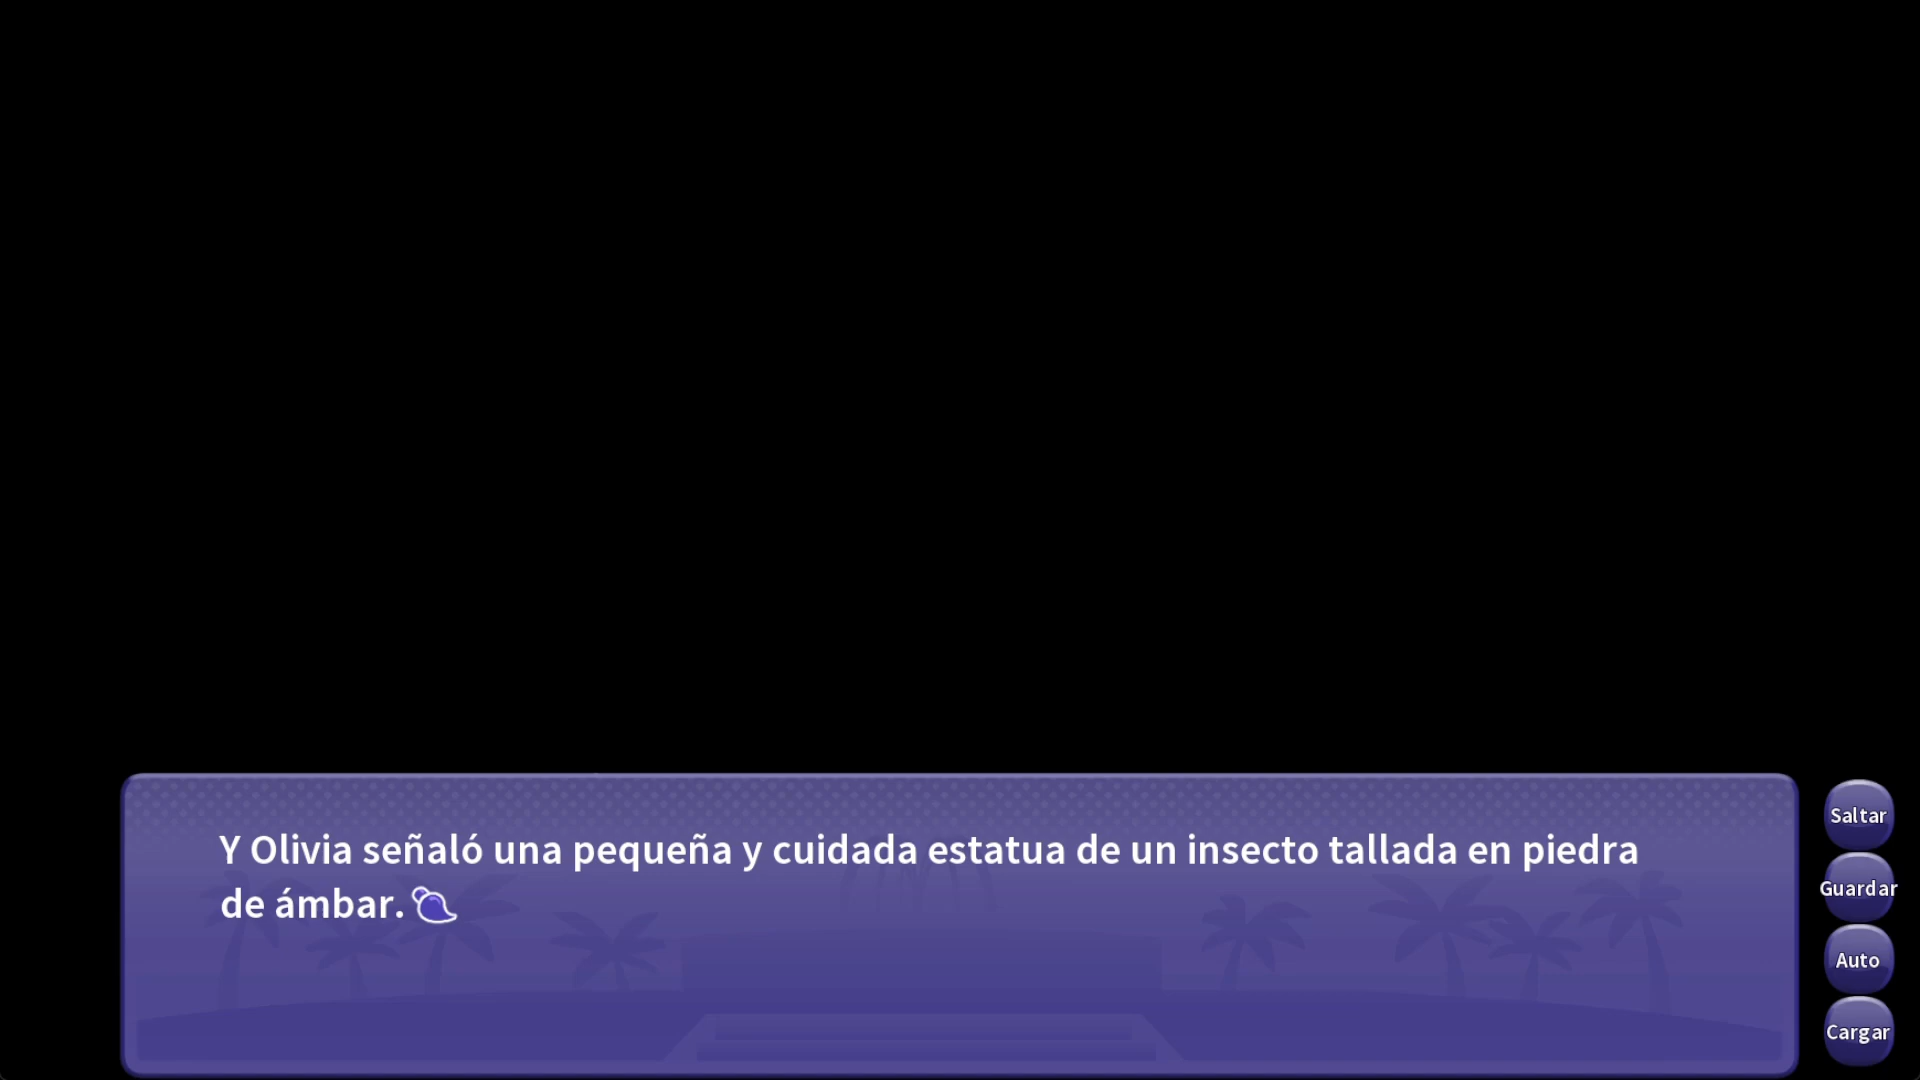 Y Olivia señaló una pequeña y cuidada estatua de un insecto tallada en piedra
de ámbar.
Saltar
Guardar
Auto
Cargar